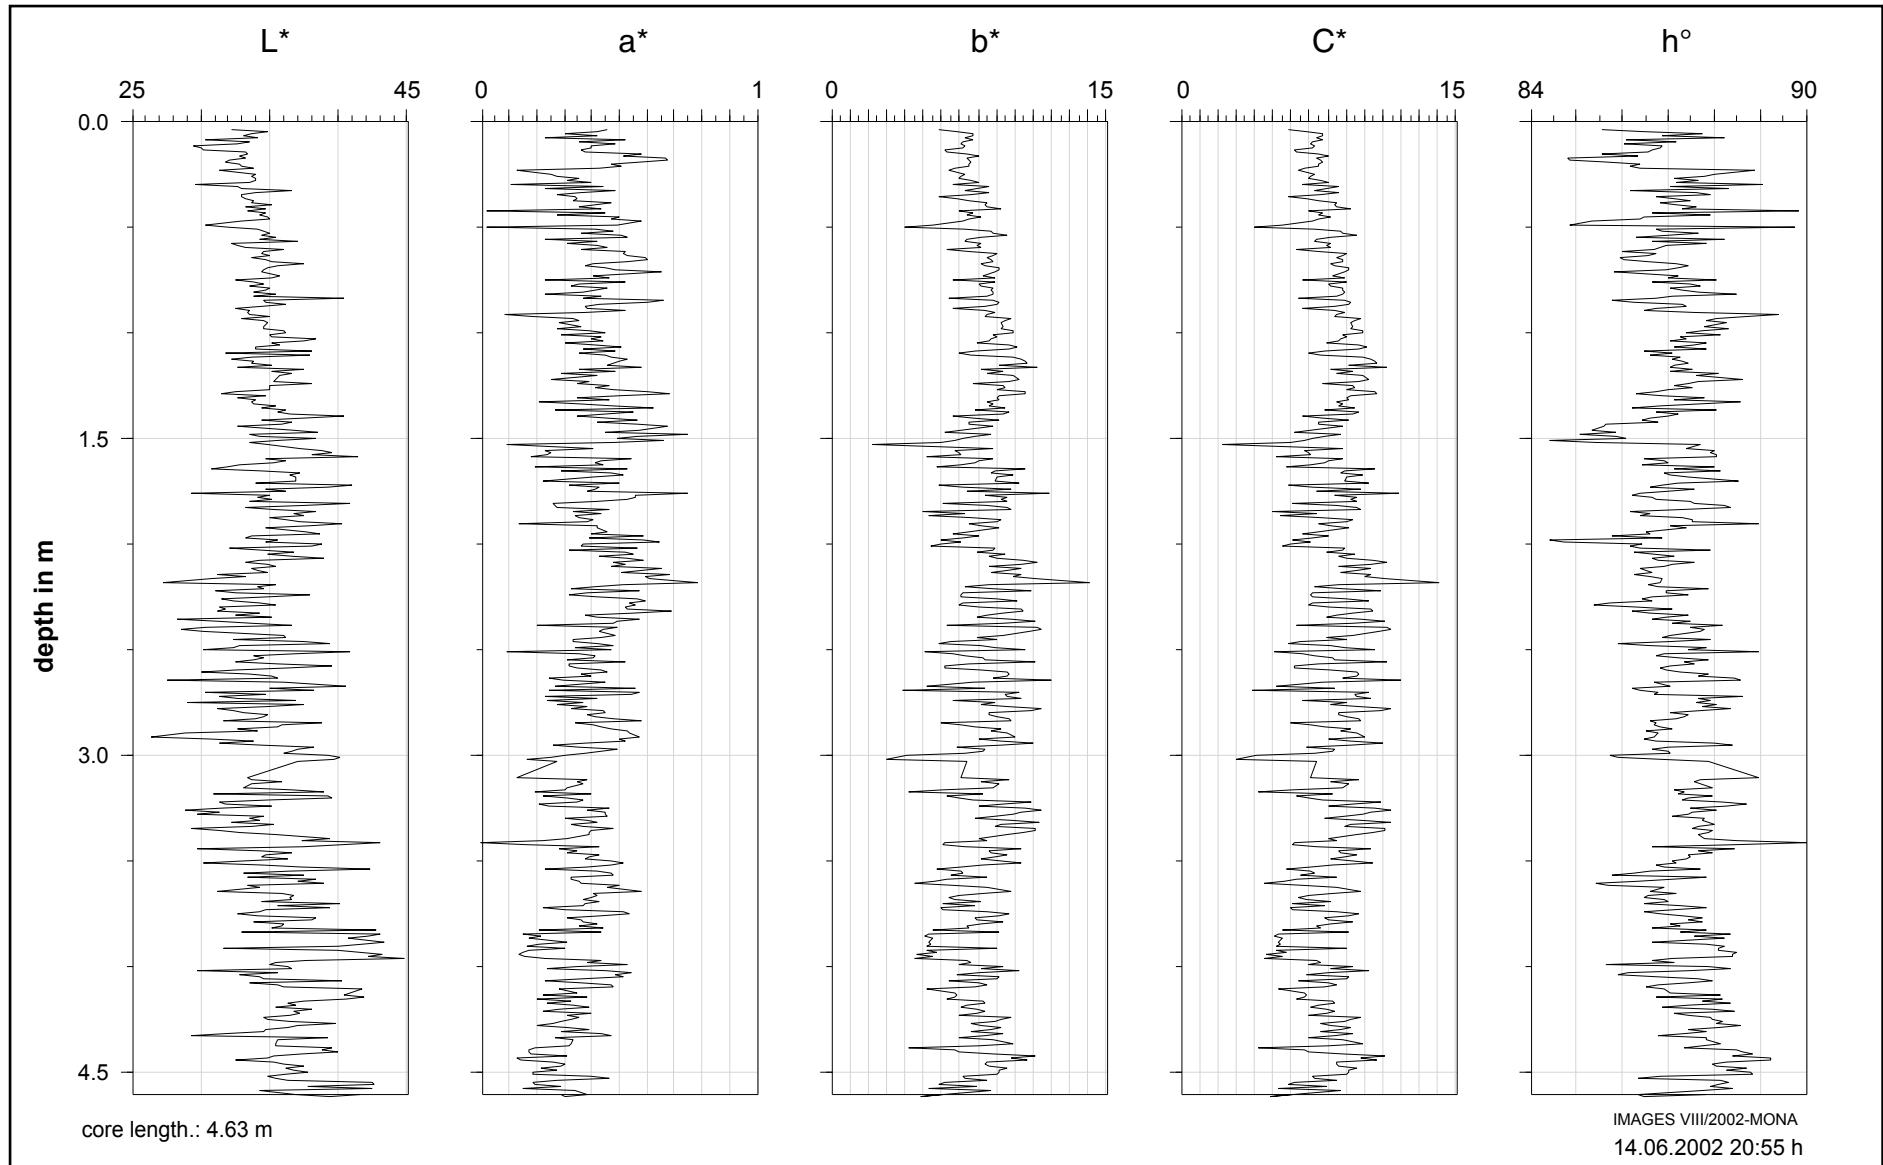 L* a* b* C* h°
25 45 0 1 0 15 0 15 84 90
0.0
1.5
depth in m
3.0
4.5
core length.: 4.63 m
IMAGES VIII/2002-MONA
14.06.2002 20:55 h